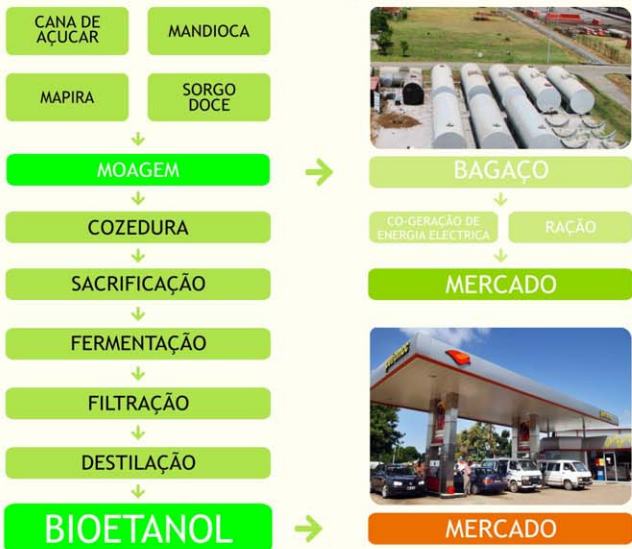 CANA DE
AÇUCAR
MANDIOCA
MAPIRA
SORGO
DOCE
MOAGEM
COZEDURA
SACRIFICAÇÃO
FERMENTAÇÃO
FILTRAÇÃO
DESTILAÇÃO
BIOETANOL
BAGAÇO
CO-GERAÇÃO DE
ENERGIA ELECTRICA
RAÇÃO
MERCADO
petromoc
MERCADO